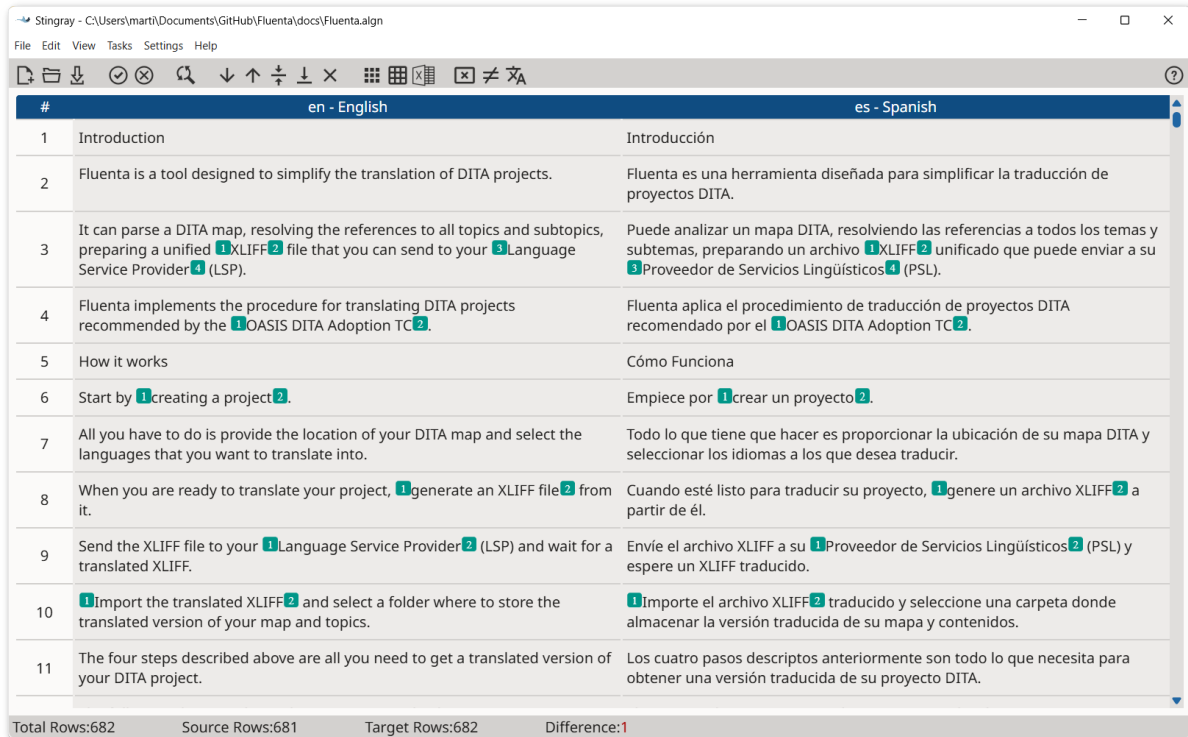 Stingray - C:\Users\marti\Documents\GitHub\Fluenta\docs\Fluenta.algn
File Edit View Tasks Settings Help
# en - English es - Spanish
1 Introduction Introducción
2 Fluenta is a tool designed to simplify the translation of DITA projects. Fluenta es una herramienta diseñada para simplificar la traducción de
proyectos DITA.
3 It can parse a DITA map, resolving the references to all topics and subtopics,
preparing a unified 1XLIFF2 file that you can send to your 3Language
Service Provider4 (LSP).
Puede analizar un mapa DITA, resolviendo las referencias a todos los temas y
subtemas, preparando un archivo 1XLIFF2 unificado que puede enviar a su
3Proveedor de Servicios Lingüísticos4 (PSL).
4 Fluenta implements the procedure for translating DITA projects
recommended by the 1OASIS DITA Adoption TC2.
Fluenta aplica el procedimiento de traducción de proyectos DITA
recomendado por el 1OASIS DITA Adoption TC2.
5 How it works Cómo Funciona
6 Start by 1creating a project2. Empiece por 1crear un proyecto2.
7 All you have to do is provide the location of your DITA map and select the
languages that you want to translate into.
Todo lo que tiene que hacer es proporcionar la ubicación de su mapa DITA y
seleccionar los idiomas a los que desea traducir.
8 When you are ready to translate your project, 1generate an XLIFF file2 from
it.
Cuando esté listo para traducir su proyecto, 1genere un archivo XLIFF2 a
partir de él.
9 Send the XLIFF file to your 1Language Service Provider2 (LSP) and wait for a
translated XLIFF.
Envíe el archivo XLIFF a su 1Proveedor de Servicios Lingüísticos2 (PSL) y
espere un XLIFF traducido.
10 1Import the translated XLIFF2 and select a folder where to store the
translated version of your map and topics.
1Importe el archivo XLIFF2 traducido y seleccione una carpeta donde
almacenar la versión traducida de su mapa y contenidos.
11 The four steps described above are all you need to get a translated version of
your DITA project.
Los cuatro pasos descriptos anteriormente son todo lo que necesita para
obtener una versión traducida de su proyecto DITA.
Total Rows:682 Source Rows:681 Target Rows:682 Difference:1